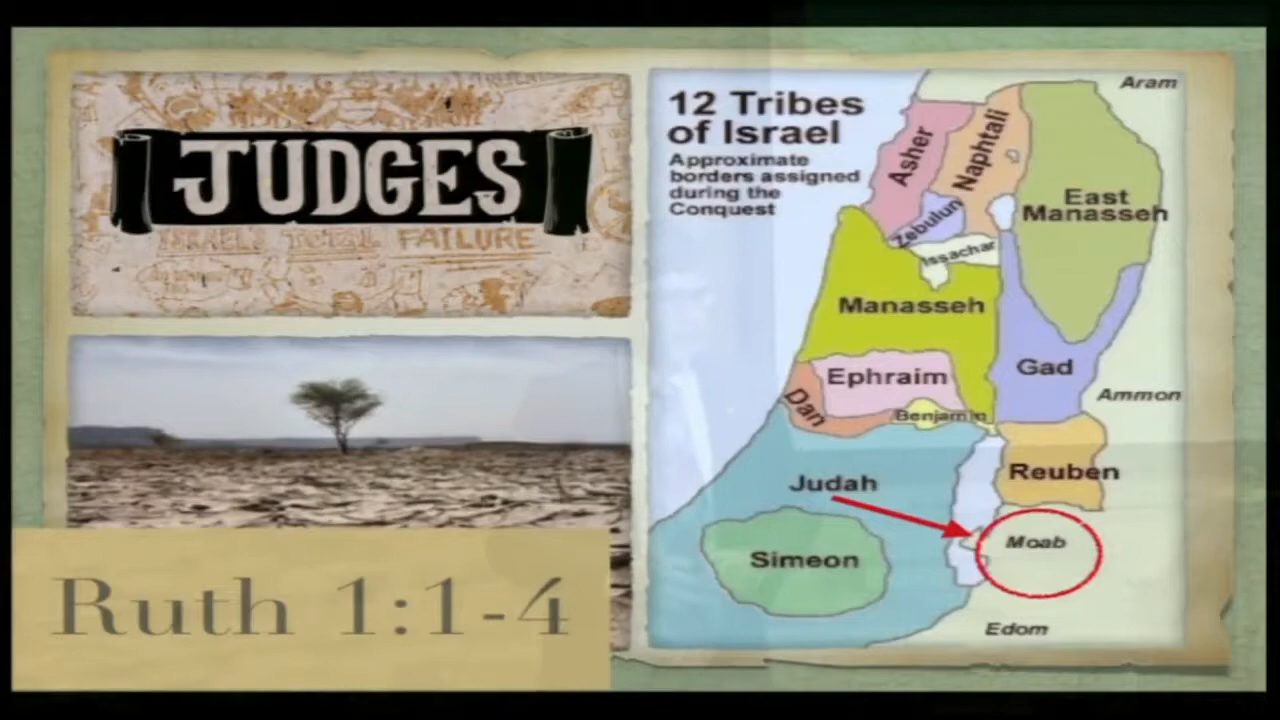 JUDGES
ISRAEL'S TOTAL FAILURE
Ruth 1:1-4
12 Tribes
of Israel
Approximate
borders assigned
during the
Conquest
Aram
Asher
Naphtali
East
Manasseh
Zebulun
Issachar
Manasseh
Gad
Ephraim
Dan
Benjamin
Ammon
Judah
Reuben
Simeon
Moab
Edom